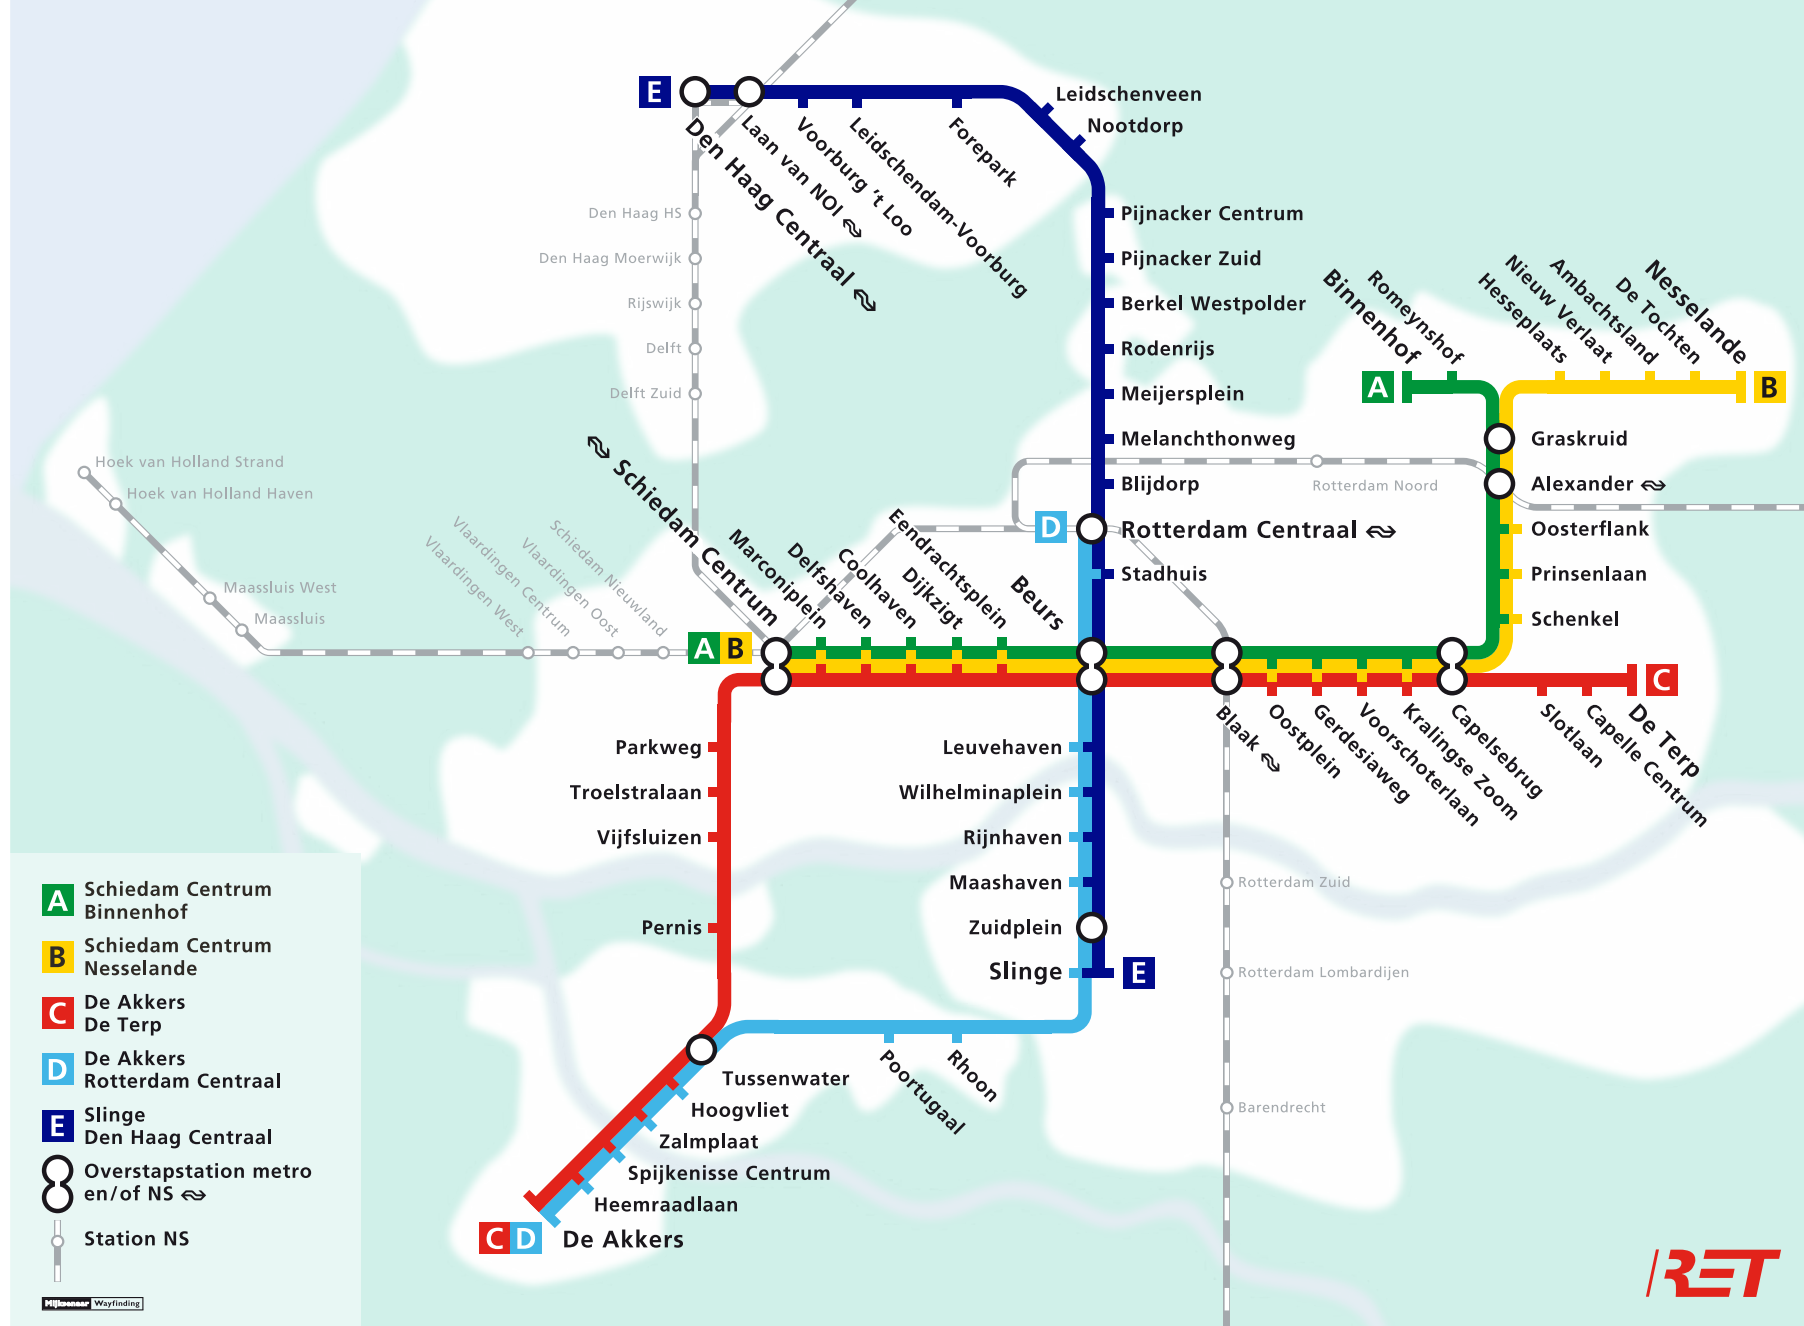 E
Den Haag Centraal
Laan van NOI
Voorburg 't Loo
Leidschendam-Voorburg
Forepark
Leidschenveen
Nootdorp
Den Haag HS
Den Haag Moerwijk
Rijswijk
Delft
Delft Zuid
Pijnacker Centrum
Pijnacker Zuid
Berkel Westpolder
Rodenrijs
Meijersplein
Melanchthonweg
Blijdorp
D
Rotterdam Centraal
Stadhuis
Rotterdam Noord
A
Binnenhof
Romeynshof
Hesseplaats
Nieuw Verlaat
Ambachtsland
De Tochten
Nesselande
B
Graskruid
Alexander
Oosterflank
Prinsenlaan
Schenkel
Hoek van Holland Strand
Hoek van Holland Haven
Maassluis West
Maassluis
Vlaardingen West
Vlaardingen Centrum
Vlaardingen Oost
Schiedam Nieuwland
A B
Schiedam Centrum
Marconiplein
Delfshaven
Coolhaven
Dijkzigt
Eendrachtsplein
Beurs
Blaak
Oostplein
Gerdesiaweg
Voorschoterlaan
Kralingse Zoom
Capelsebrug
Slotlaan
Capelle Centrum
De Terp
C
Parkweg
Troelstralaan
Vijfsluizen
Pernis
Leuvehaven
Wilhelminaplein
Rijnhaven
Maashaven
Zuidplein
Slinge
E
Rotterdam Zuid
Rotterdam Lombardijen
Barendrecht
Poortugaal
Rhoon
Tussenwater
Hoogvliet
Zalmplaat
Spijkenisse Centrum
Heemraadlaan
C D
De Akkers
A
Schiedam Centrum
Binnenhof
B
Schiedam Centrum
Nesselande
C
De Akkers
De Terp
D
De Akkers
Rotterdam Centraal
E
Slinge
Den Haag Centraal
Overstapstation metro
en/of NS
Station NS
Mijksenaar Wayfinding
RET